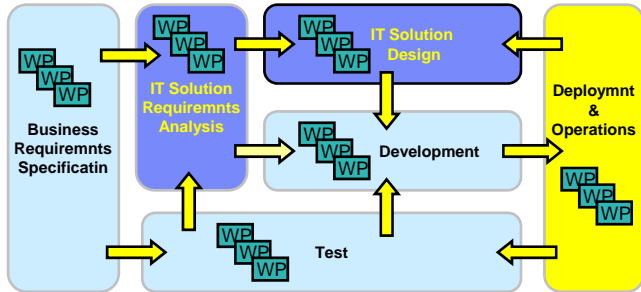 WP
WP
WP
Business
Requiremnts
Specificatin
WP
WP
WP
IT Solution
Requiremnts
Analysis
WP
WP
WP
IT Solution
Design
WP
WP
WP
Development
WP
WP
WP
Test
Deploymnt
&
Operations
WP
WP
WP